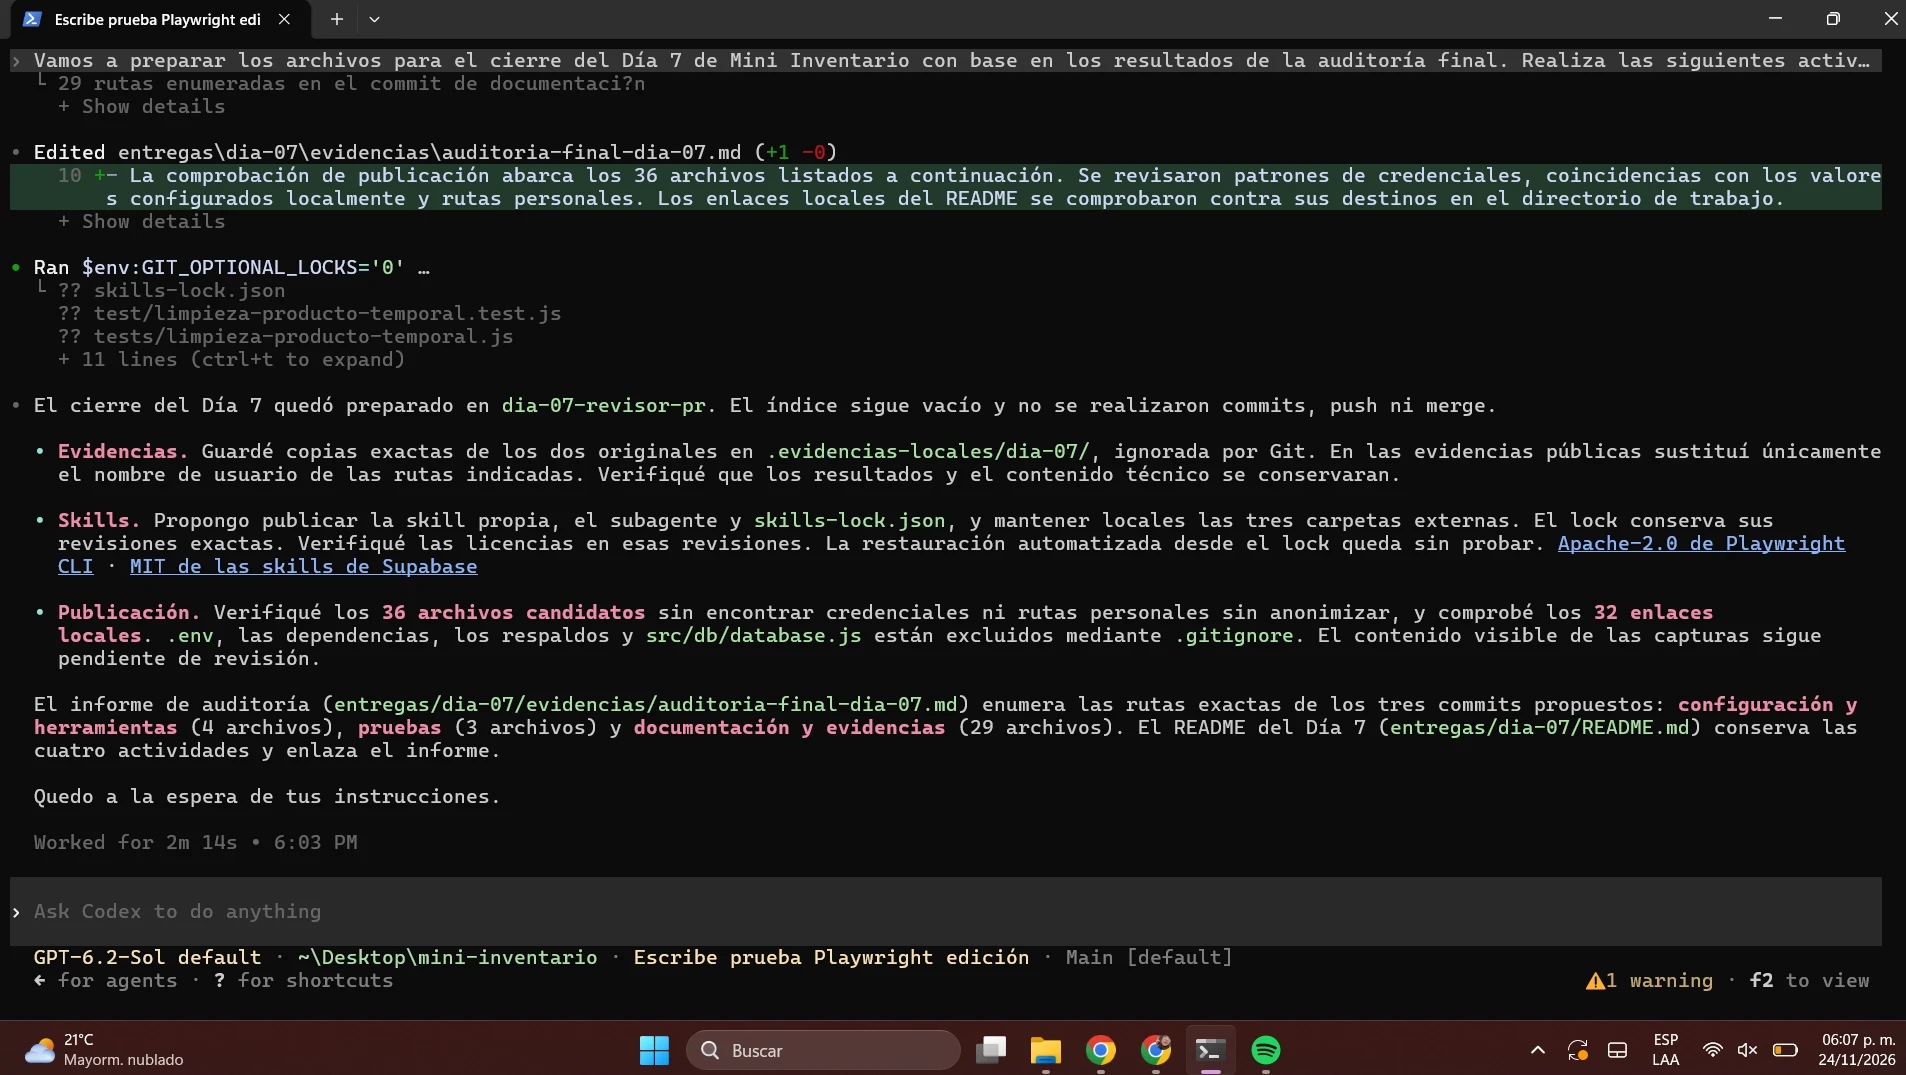 Escribe prueba Playwright edi
› Vamos a preparar los archivos para el cierre del Día 7 de Mini Inventario con base en los resultados de la auditoría final. Realiza las siguientes activ…
└ 29 rutas enumeradas en el commit de documentaci?n
+ Show details
• Edited entregas\dia-07\evidencias\auditoria-final-dia-07.md (+1 -0)
10 +- La comprobación de publicación abarca los 36 archivos listados a continuación. Se revisaron patrones de credenciales, coincidencias con los valore
s configurados localmente y rutas personales. Los enlaces locales del README se comprobaron contra sus destinos en el directorio de trabajo.
+ Show details
• Ran $env:GIT_OPTIONAL_LOCKS='0' …
└ ?? skills-lock.json
?? test/limpieza-producto-temporal.test.js
?? tests/limpieza-producto-temporal.js
+ 11 lines (ctrl+t to expand)
• El cierre del Día 7 quedó preparado en dia-07-revisor-pr. El índice sigue vacío y no se realizaron commits, push ni merge.
• Evidencias. Guardé copias exactas de los dos originales en .evidencias-locales/dia-07/, ignorada por Git. En las evidencias públicas sustituí únicamente
el nombre de usuario de las rutas indicadas. Verifiqué que los resultados y el contenido técnico se conservaran.
• Skills. Propongo publicar la skill propia, el subagente y skills-lock.json, y mantener locales las tres carpetas externas. El lock conserva sus
revisiones exactas. Verifiqué las licencias en esas revisiones. La restauración automatizada desde el lock queda sin probar. Apache-2.0 de Playwright
CLI · MIT de las skills de Supabase
• Publicación. Verifiqué los 36 archivos candidatos sin encontrar credenciales ni rutas personales sin anonimizar, y comprobé los 32 enlaces
locales. .env, las dependencias, los respaldos y src/db/database.js están excluidos mediante .gitignore. El contenido visible de las capturas sigue
pendiente de revisión.
El informe de auditoría (entregas/dia-07/evidencias/auditoria-final-dia-07.md) enumera las rutas exactas de los tres commits propuestos: configuración y
herramientas (4 archivos), pruebas (3 archivos) y documentación y evidencias (29 archivos). El README del Día 7 (entregas/dia-07/README.md) conserva las
cuatro actividades y enlaza el informe.
Quedo a la espera de tus instrucciones.
Worked for 2m 14s • 6:03 PM
› Ask Codex to do anything
GPT-6.2-Sol default · ~\Desktop\mini-inventario · Escribe prueba Playwright edición · Main [default]
← for agents · ? for shortcuts
⚠1 warning · f2 to view
21°C
Mayorm. nublado
Buscar
ESP
LAA
06:07 p. m.
24/11/2026